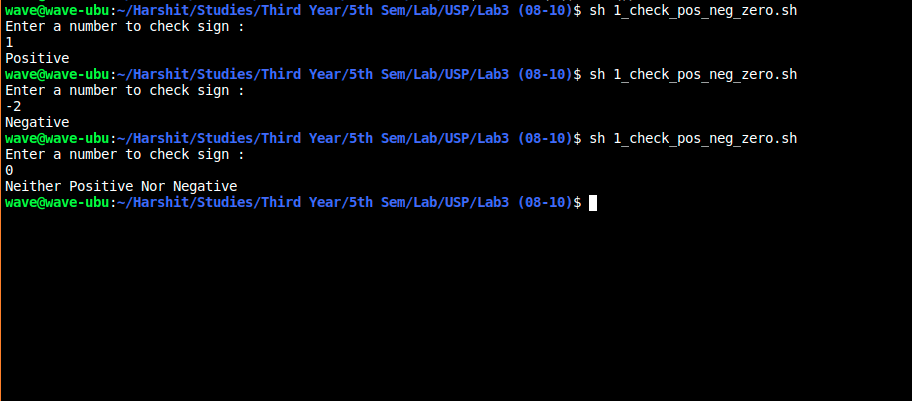 wave@wave-ubu:~/Harshit/Studies/Third Year/5th Sem/Lab/USP/Lab3 (08-10)$ sh 1_check_pos_neg_zero.sh
Enter a number to check sign :
1
Positive
wave@wave-ubu:~/Harshit/Studies/Third Year/5th Sem/Lab/USP/Lab3 (08-10)$ sh 1_check_pos_neg_zero.sh
Enter a number to check sign :
-2
Negative
wave@wave-ubu:~/Harshit/Studies/Third Year/5th Sem/Lab/USP/Lab3 (08-10)$ sh 1_check_pos_neg_zero.sh
Enter a number to check sign :
0
Neither Positive Nor Negative
wave@wave-ubu:~/Harshit/Studies/Third Year/5th Sem/Lab/USP/Lab3 (08-10)$